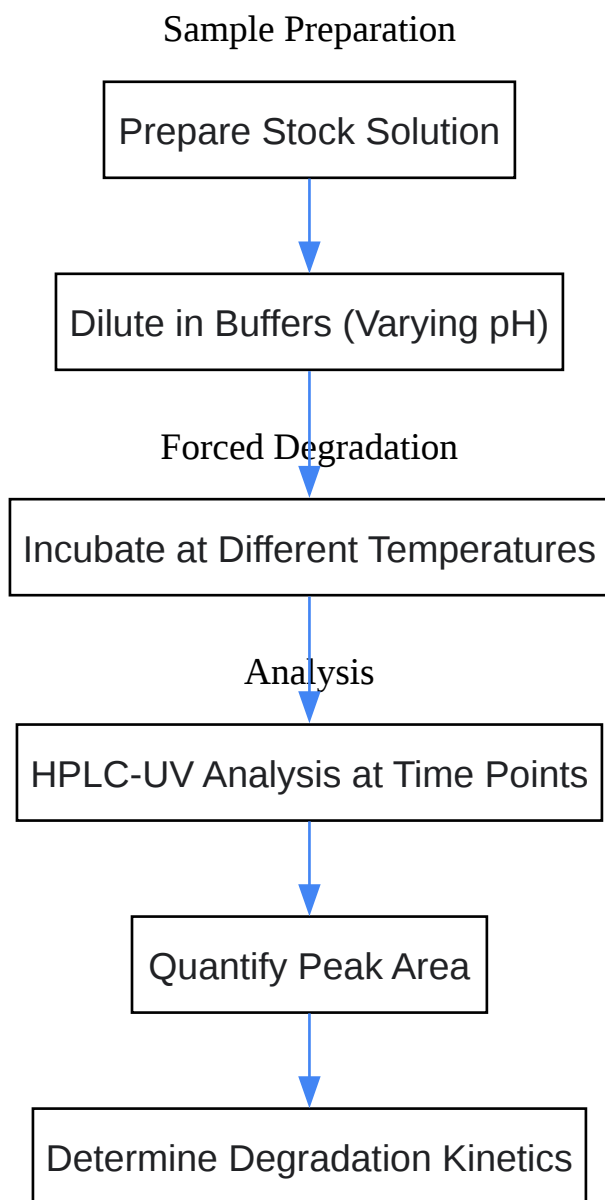 Sample Preparation
Prepare Stock Solution
Dilute in Buffers (Varying pH)
Forced Degradation
Incubate at Different Temperatures
Analysis
HPLC-UV Analysis at Time Points
Quantify Peak Area
Determine Degradation Kinetics